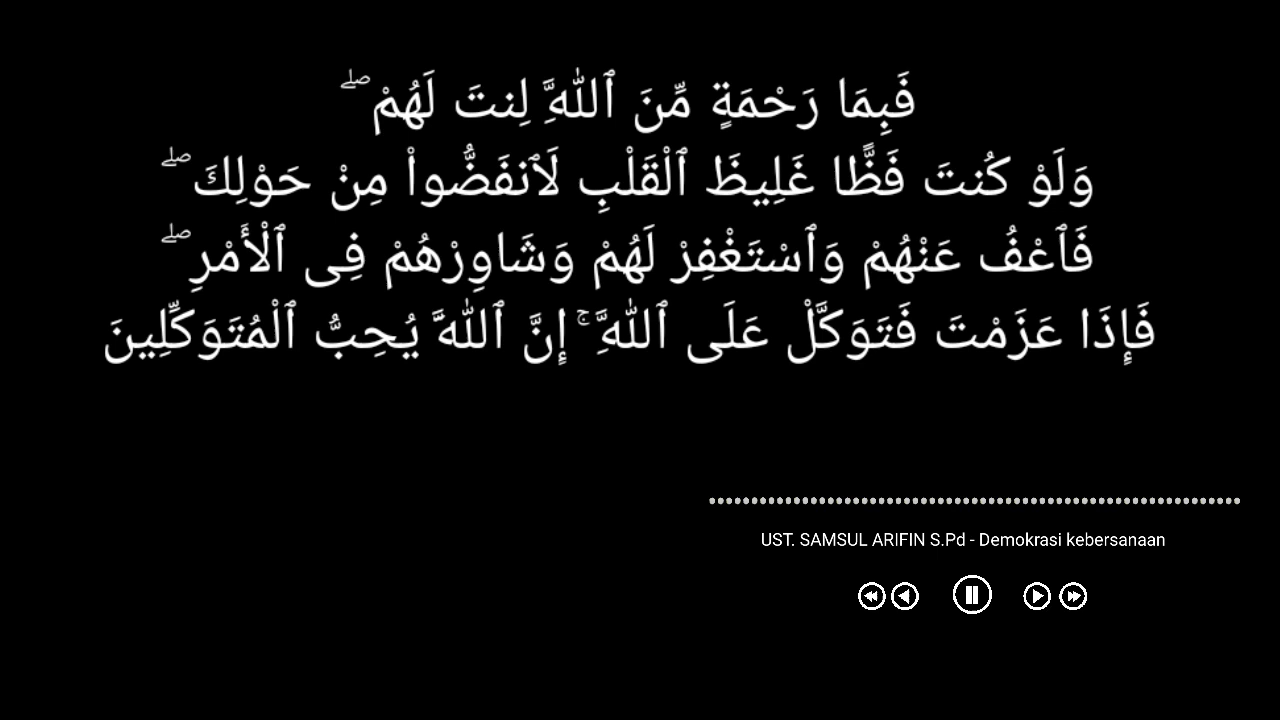 فَبِمَا رَحْمَةٍ مِّنَ ٱللَّهِ لِنتَ لَهُمْ ۖ
وَلَوْ كُنتَ فَظًّا غَلِيظَ ٱلْقَلْبِ لَٱنفَضُّوا۟ مِنْ حَوْلِكَ ۖ
فَٱعْفُ عَنْهُمْ وَٱسْتَغْفِرْ لَهُمْ وَشَاوِرْهُمْ فِى ٱلْأَمْرِ ۖ
فَإِذَا عَزَمْتَ فَتَوَكَّلْ عَلَى ٱللَّهِ ۚ إِنَّ ٱللَّهَ يُحِبُّ ٱلْمُتَوَكِّلِينَ
UST. SAMSUL ARIFIN S.Pd - Demokrasi kebersanaan